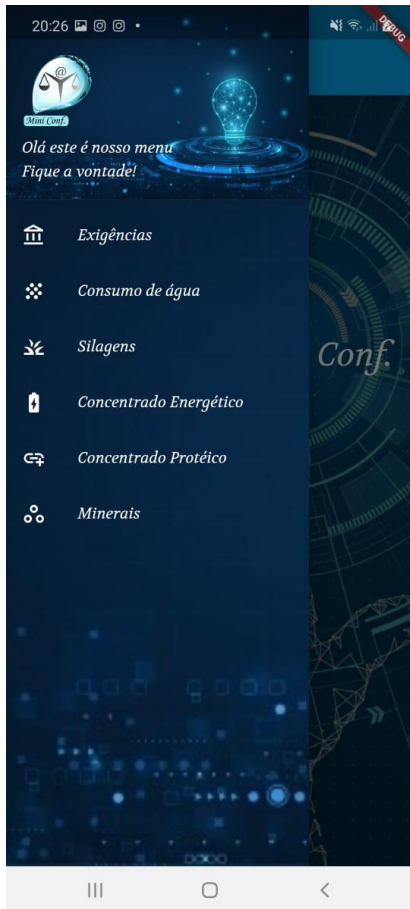 20:26
DEBUG
@
Mini Conf.
Olá este é nosso menu
Fique a vontade!
Exigências
Consumo de água
Silagens
Conf.
Concentrado Energético
Concentrado Protéico
Minerais